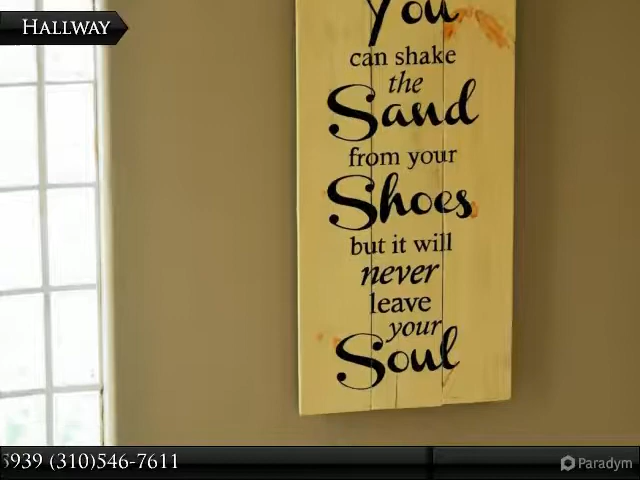 HALLWAY
You
can shake
the
Sand
from your
Shoes
but it will
never
leave
your
Soul
5939 (310)546-7611
Paradym